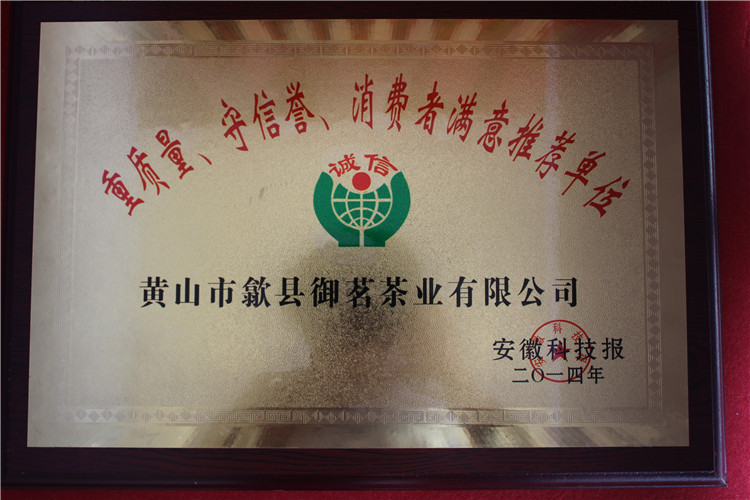 重质量、守信誉、消费者满意推荐单位
诚信
黄山市歙县御茗茶业有限公司
安徽科技报
二〇一四年